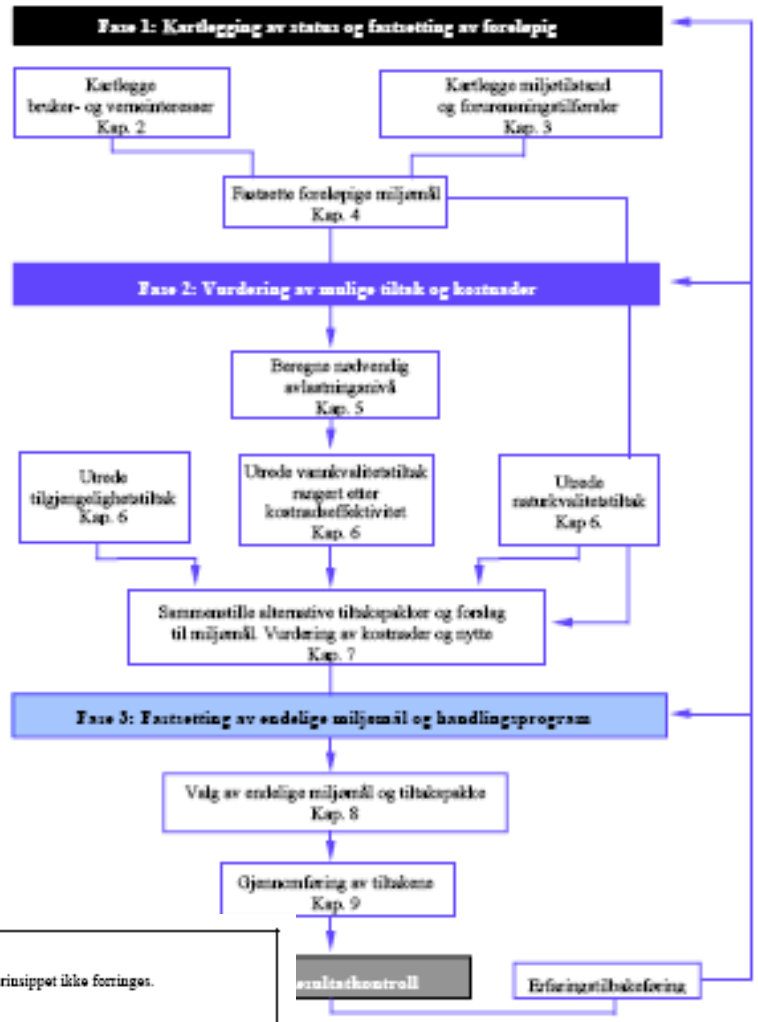 Fase 1: Kartlegging av status og fastsetting av foreløpig
Kartlegge
bruker- og verneinteresser
Kap. 2
Kartlegge miljøtilstand
og forurensningstilførsler
Kap. 3
Fastsette foreløpige miljømål
Kap. 4
Fase 2: Vurdering av mulige tiltak og kostnader
Beregne nødvendig
avlastningsnivå
Kap. 5
Utrede
tilgjengelighetstiltak
Kap. 6
Utrede vannkvalitetstiltak
rangert etter
kostnadseffektivitet
Kap. 6
Utrede
naturkvalitetstiltak
Kap 6.
Sammenstille alternative tiltakspakker og forslag
til miljømål. Vurdering av kostnader og nytte
Kap. 7
Fase 3: Fastsetting av endelige miljømål og handlingsprogram
Valg av endelige miljømål og tiltakspakke
Kap. 8
Gjennomføring av tiltakene
Kap. 9
rinsippet ikke forringes.
esultatkontroll
Erfaringstilbakeføring